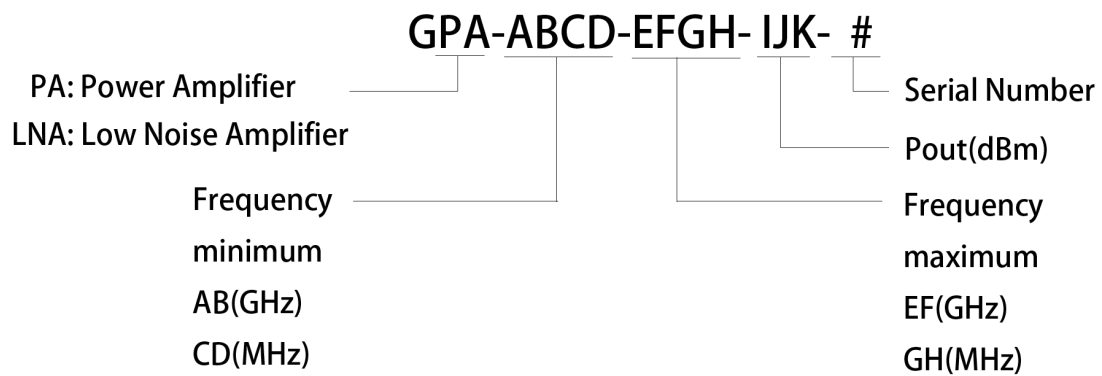 GPA-ABCD-EFGH- IJK- #
PA: Power Amplifier
LNA: Low Noise Amplifier
Frequency
minimum
AB(GHz)
CD(MHz)
Serial Number
Pout(dBm)
Frequency
maximum
EF(GHz)
GH(MHz)